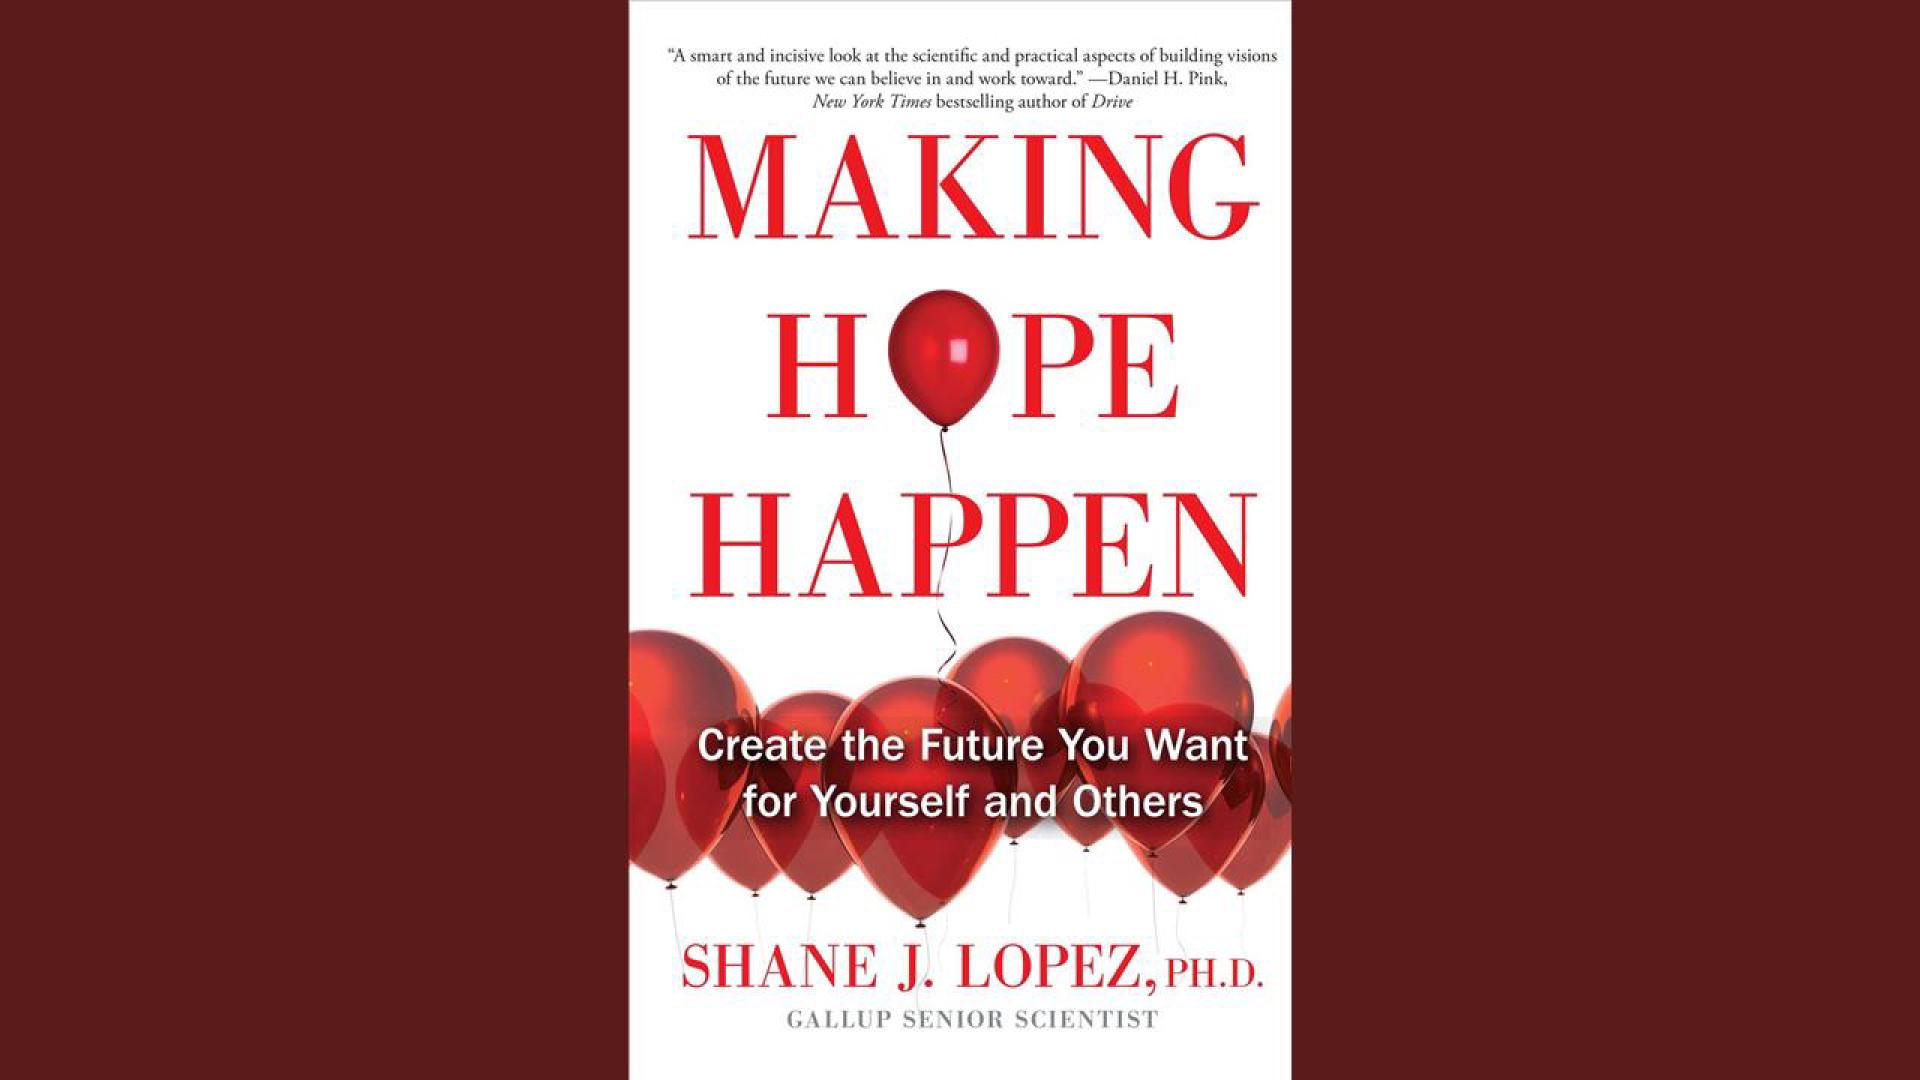 “A smart and incisive look at the scientific and practical aspects of building visions
of the future we can believe in and work toward.” —Daniel H. Pink,
New York Times bestselling author of Drive
MAKING
HOPE
HAPPEN
Create the Future You Want
for Yourself and Others
SHANE J. LOPEZ, PH.D.
GALLUP SENIOR SCIENTIST